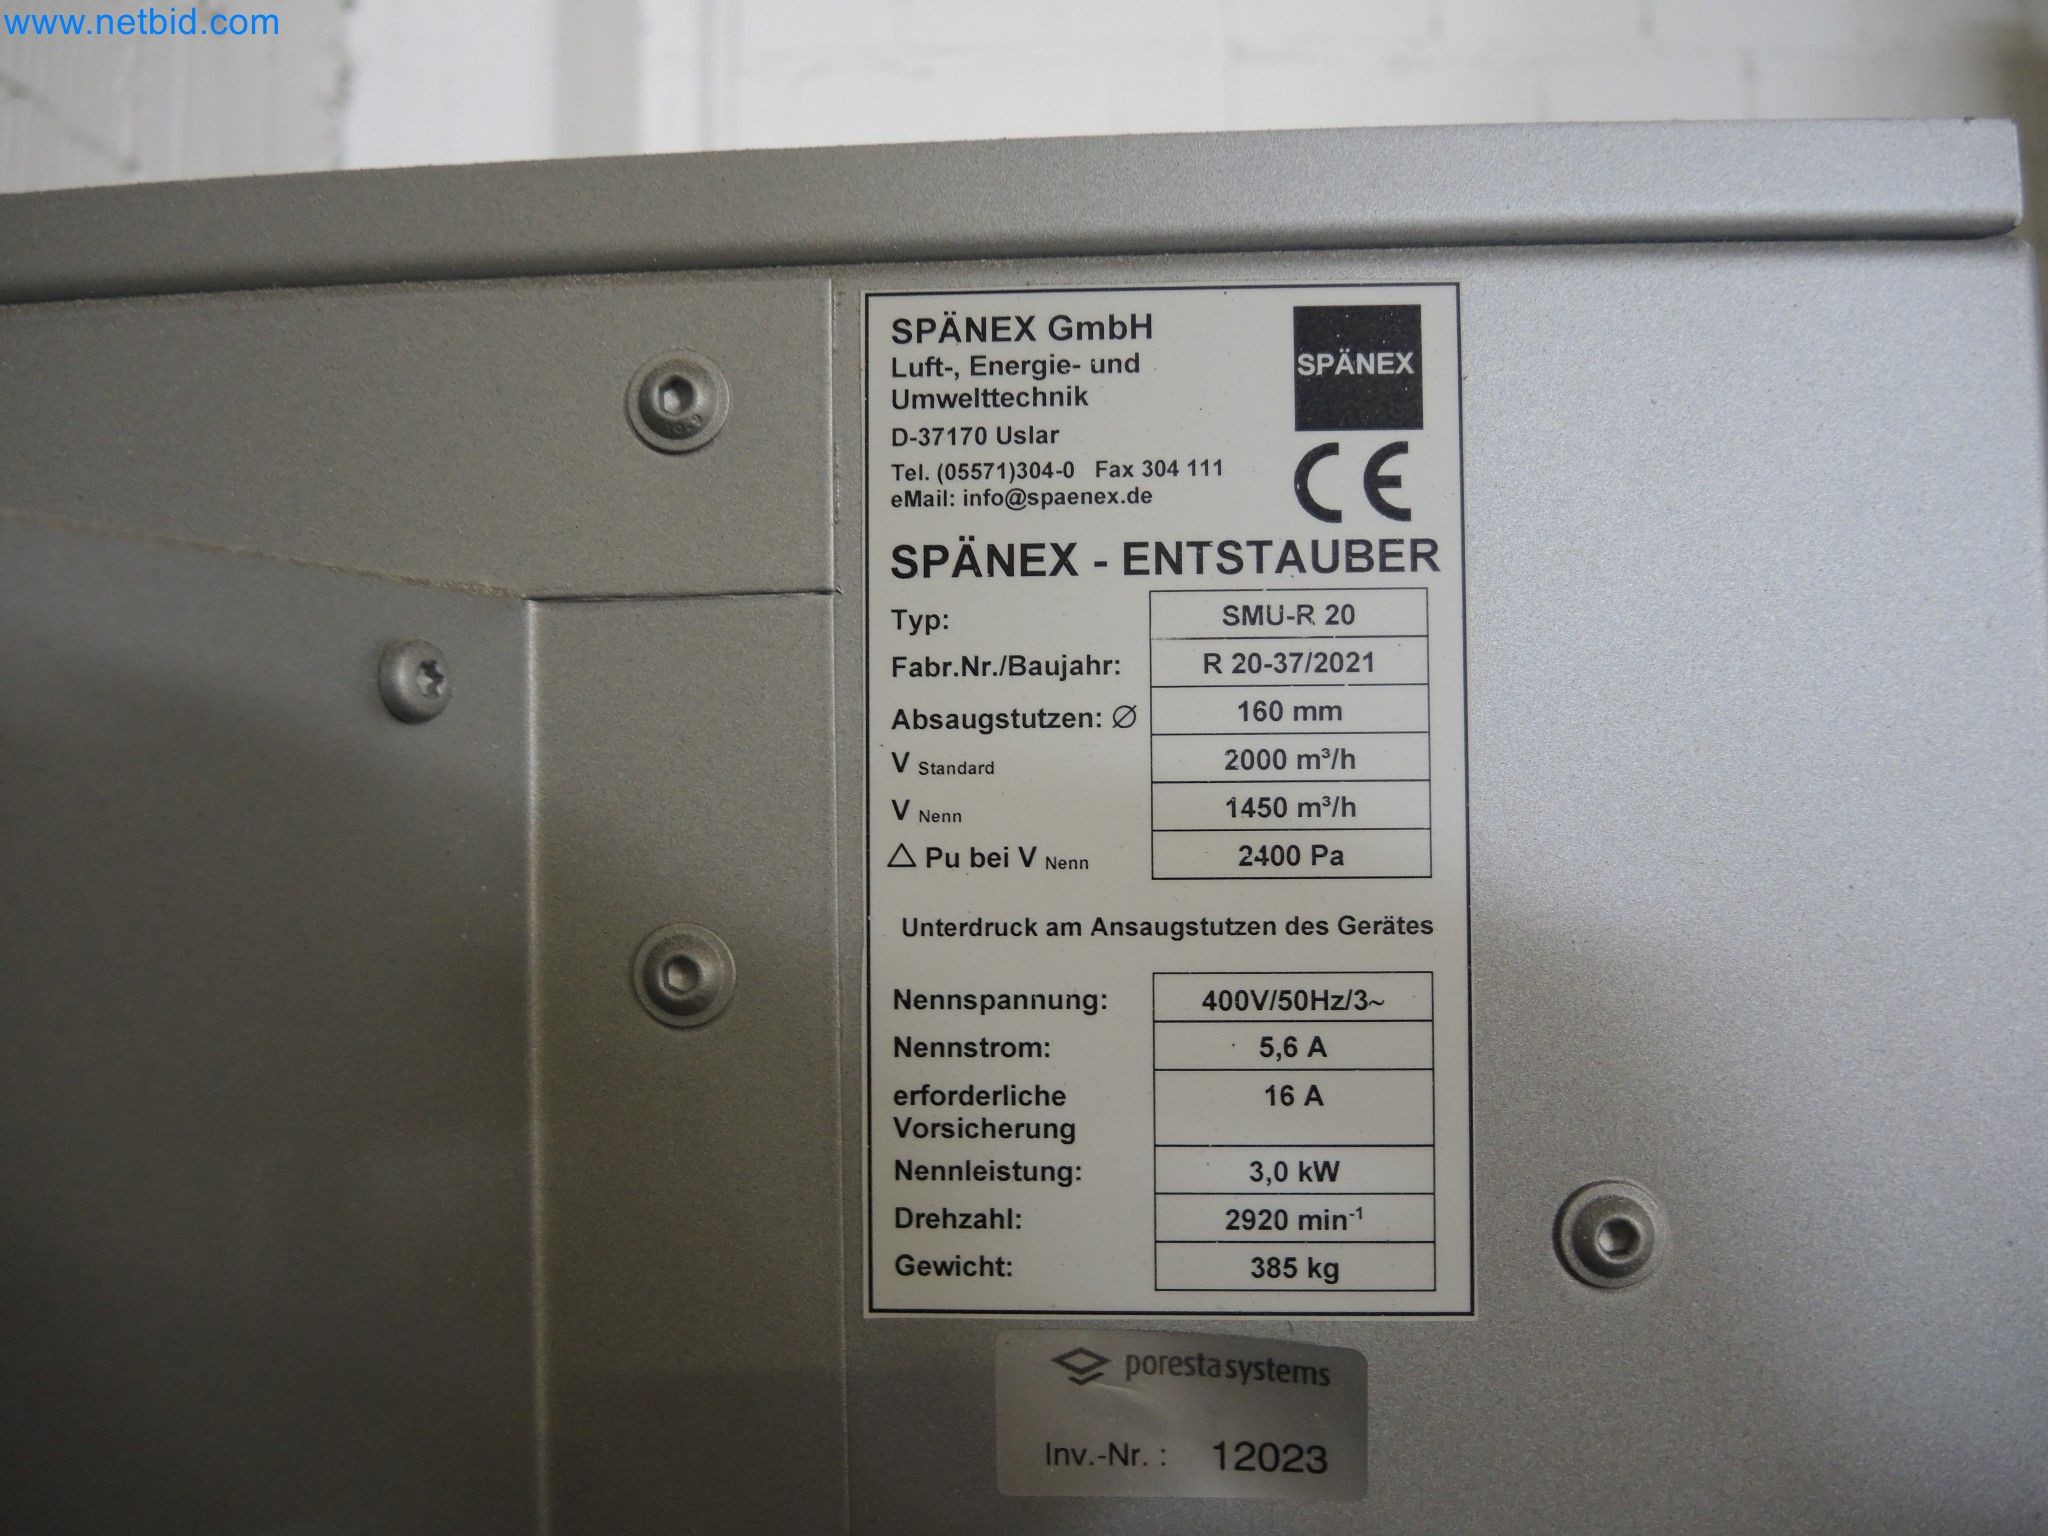 www.netbid.com
SPÄNEX GmbH
Luft-, Energie- und
Umwelttechnik
D-37170 Uslar
Tel. (05571)304-0 Fax 304 111
eMail: info@spaenex.de
SPÄNEX
CE
SPÄNEX - ENTSTAUBER
Typ: SMU-R 20
Fabr.Nr./Baujahr: R 20-37/2021
Absaugstutzen: ∅ 160 mm
V Standard 2000 m³/h
V Nenn 1450 m³/h
△ Pu bei V Nenn 2400 Pa
Unterdruck am Ansaugstutzen des Gerätes
Nennspannung: 400V/50Hz/3~
Nennstrom: 5,6 A
erforderliche 16 A
Vorsicherung
Nennleistung: 3,0 kW
Drehzahl: 2920 min⁻¹
Gewicht: 385 kg
porestasystems
Inv.-Nr. : 12023